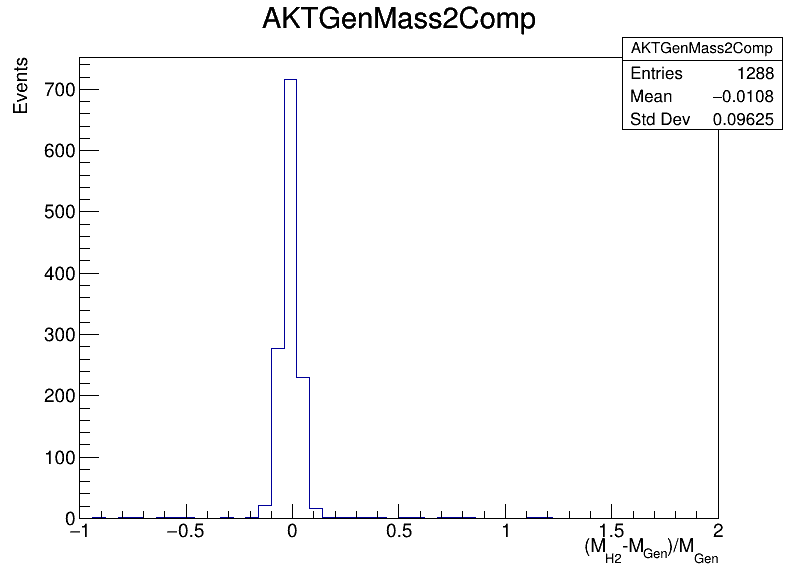 AKTGenMass2Comp
AKTGenMass2Comp
Entries 1288
Mean −0.0108
Std Dev 0.09625
Events
700
600
500
400
300
200
100
0
−1 −0.5 0 0.5 1 1.5 2
(M_H2-M_Gen)/M_Gen